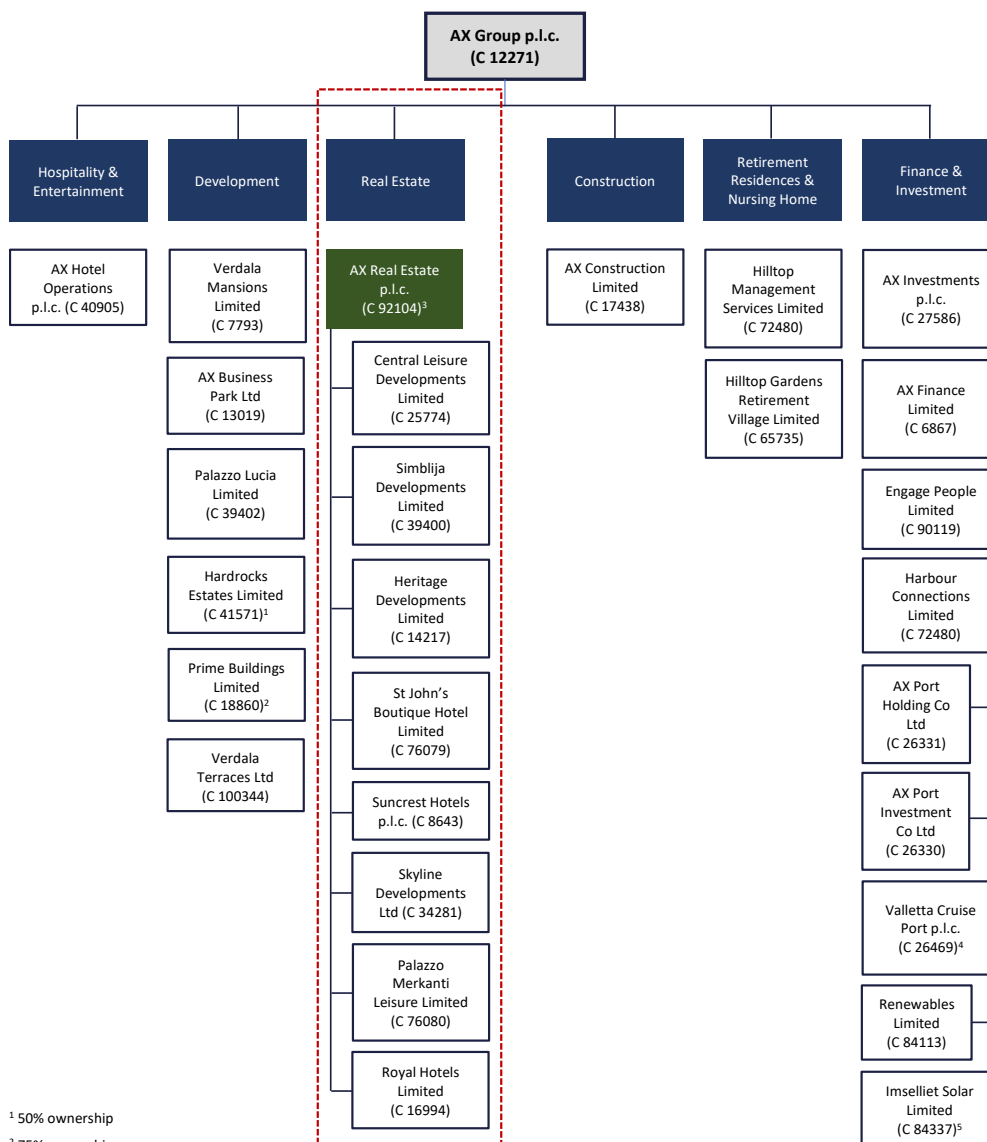 AX Group p.l.c.
(C 12271)
Hospitality &
Entertainment
Development
Real Estate
Construction
Retirement
Residences &
Nursing Home
Finance &
Investment
AX Hotel
Operations
p.l.c. (C 40905)
Verdala
Mansions
Limited
(C 7793)
AX Business
Park Ltd
(C 13019)
Palazzo Lucia
Limited
(C 39402)
Hardrocks
Estates Limited
(C 41571)¹
Prime Buildings
Limited
(C 18860)²
Verdala
Terraces Ltd
(C 100344)
AX Real Estate
p.l.c.
(C 92104)³
Central Leisure
Developments
Limited
(C 25774)
Simblija
Developments
Limited
(C 39400)
Heritage
Developments
Limited
(C 14217)
St John’s
Boutique Hotel
Limited
(C 76079)
Suncrest Hotels
p.l.c. (C 8643)
Skyline
Developments
Ltd (C 34281)
Palazzo
Merkanti
Leisure Limited
(C 76080)
Royal Hotels
Limited
(C 16994)
AX Construction
Limited
(C 17438)
Hilltop
Management
Services Limited
(C 72480)
Hilltop Gardens
Retirement
Village Limited
(C 65735)
AX Investments
p.l.c.
(C 27586)
AX Finance
Limited
(C 6867)
Engage People
Limited
(C 90119)
Harbour
Connections
Limited
(C 72480)
AX Port
Holding Co
Ltd
(C 26331)
AX Port
Investment
Co Ltd
(C 26330)
Valletta Cruise
Port p.l.c.
(C 26469)⁴
Renewables
Limited
(C 84113)
Imselliet Solar
Limited
(C 84337)⁵
¹ 50% ownership